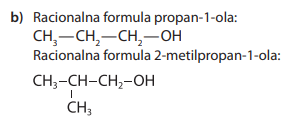 b) Racionalna formula propan-1-ola:
CH₃—CH₂—CH₂—OH
Racionalna formula 2-metilpropan-1-ola:
CH₃–CH–CH₂–OH
|
CH₃